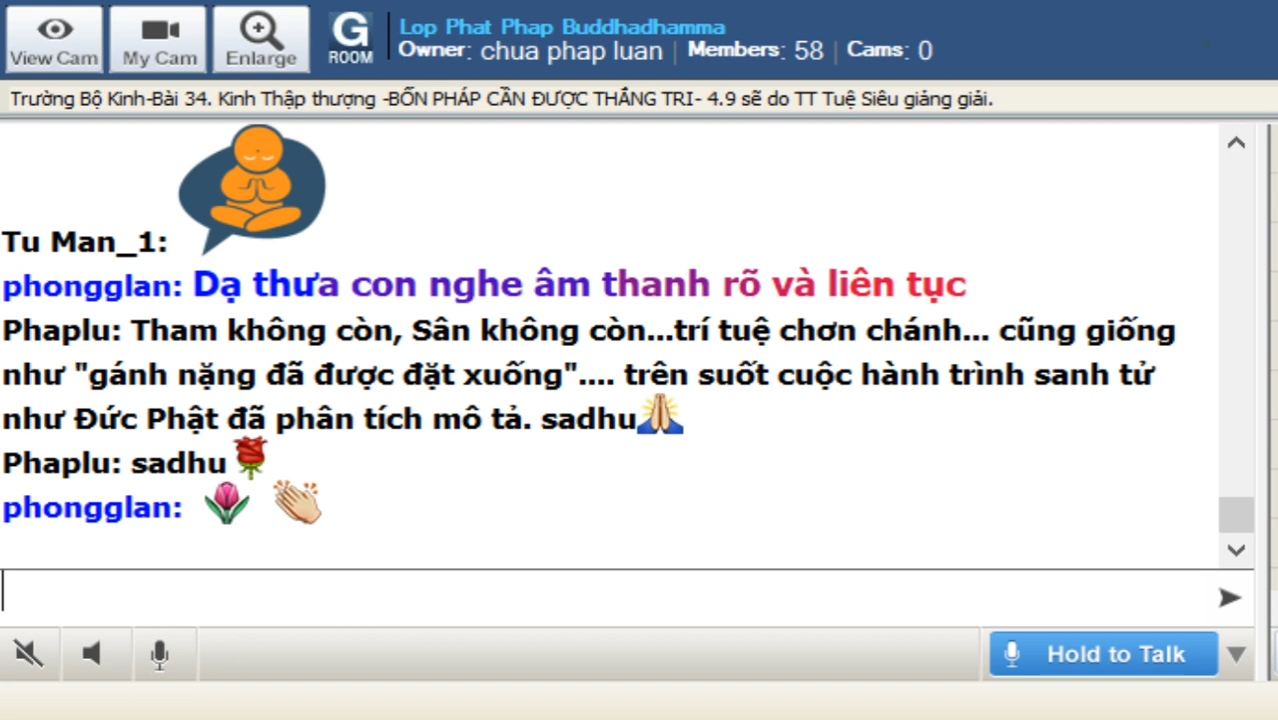 View Cam
My Cam
Enlarge
G
ROOM
Lop Phat Phap Buddhadhamma
Owner: chua phap luan | Members: 58 | Cams: 0
Trường Bộ Kinh-Bài 34. Kinh Thập thượng -BỐN PHÁP CẦN ĐƯỢC THẮNG TRI- 4.9 sẽ do TT Tuệ Siêu giảng giải.
Tu Man_1:
phongglan: Dạ thưa con nghe âm thanh rõ và liên tục
Phaplu: Tham không còn, Sân không còn...trí tuệ chơn chánh... cũng giống
như "gánh nặng đã được đặt xuống".... trên suốt cuộc hành trình sanh tử
như Đức Phật đã phân tích mô tả. sadhu
Phaplu: sadhu
phongglan:
Hold to Talk